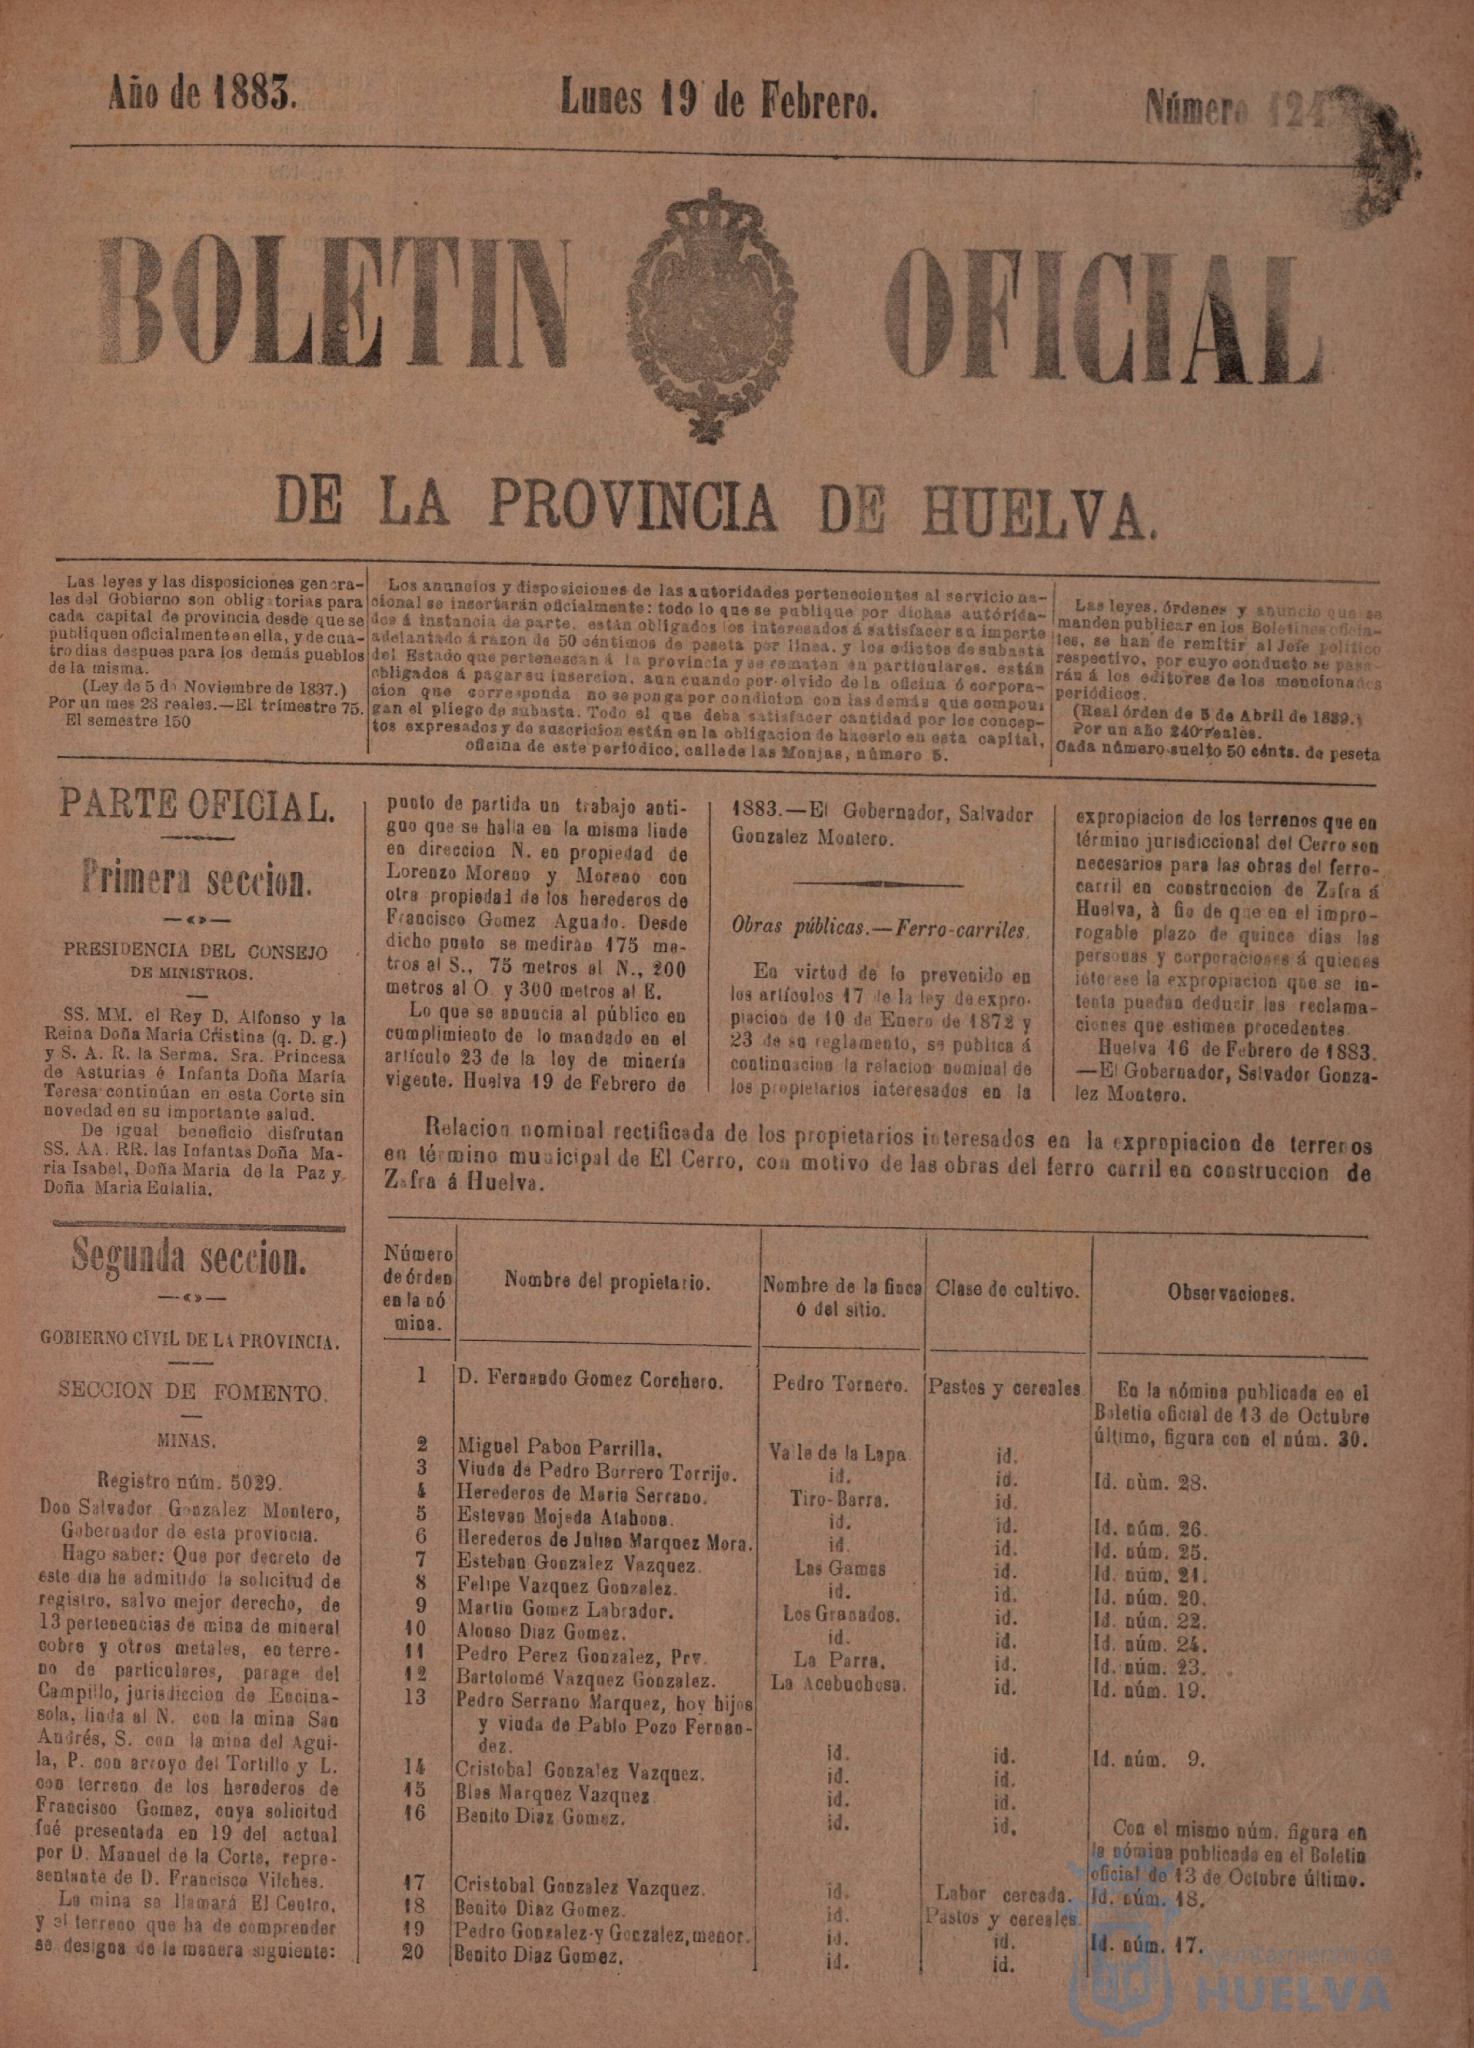 Año de 1883.
Lunes 19 de Febrero.
Número 124
BOLETIN OFICIAL
DE LA PROVINCIA DE HUELVA.
Las leyes y las disposiciones genera-
les del Gobierno son obligatorias para
cada capital de provincia desde que se
publiquen oficialmente en ella, y de cua-
tro dias despues para los demás pueblos
de la misma.
(Ley de 5 de Noviembre de 1837.)
Por un mes 28 reales.—El trimestre 75.
El semestre 150
Los anuncios y disposiciones de las autoridades pertenecientes al servicio na-
cional se insertarán oficialmente: todo lo que se publique por dichas autórida-
dos á instancia de parte, están obligados los interesados á satisfacer su importe
adelantado á razon de 50 céntimos de peseta por linea, y los edictos de subasta
del Estado que pertenezcan á la provincia y se rematen en particulares, están
obligados á pagar su insercion, aun cuando por olvido de la oficina ó corpora-
cion que corresponda no se ponga por condicion con las demás que compon
gan el pliego de subasta. Todo el que deba satisfacer cantidad por los concep-
tos expresados y de suscricion están en la obligacion de hacerlo en esta capital,
oficina de este periódico, calle de las Monjas, número 5.
Las leyes, órdenes y anuncio que se
manden publicar en los Boletines oficia-
les, se han de remitir al Jefe político
respectivo, por cuyo conducto se pasa-
rán á los editores de los mencionados
periódicos.
(Real órden de 5 de Abril de 1839.)
Por un año 240 reales.
Cada número suelto 50 cénts. de peseta
PARTE OFICIAL.
Primera seccion.
—«»—
PRESIDENCIA DEL CONSEJO
DE MINISTROS.
SS. MM. el Rey D. Alfonso y la
Reina Doña María Cristina (q. D. g.)
y S. A. R. la Serma. Sra. Princesa
de Asturias é Infanta Doña María
Teresa continúan en esta Corte sin
novedad en su importante salud.
De igual beneficio disfrutan
SS. AA. RR. las Infantas Doña Ma-
ria Isabel, Doña Maria de la Paz y
Doña Maria Eulalia.
Segunda seccion.
—«»—
GOBIERNO CIVIL DE LA PROVINCIA.
SECCION DE FOMENTO.
MINAS.
Registro núm. 5029.
Don Salvador Gonzalez Montero,
Gobernador de esta provincia.
Hago saber: Que por decreto de
este dia he admitido la solicitud de
registro, salvo mejor derecho, de
13 pertenencias de mina de mineral
cobre y otros metales, en terre-
no de particulares, parage del
Campillo, jurisdiccion de Encina-
sola, linda al N. con la mina San
Andrés, S. con la mina del Agui-
la, P. con arroyo del Tortillo y L.
con terreno de los herederos de
Francisco Gomez, cuya solicitud
fué presentada en 19 del actual
por D. Manuel de la Corte, repre-
sentante de D. Francisco Vilches.
La mina se llamará El Centro,
y el terreno que ha de comprender
se designa de la manera siguiente:
punto de partida un trabajo anti-
guo que se halla en la misma linde
en direccion N. en propiedad de
Lorenzo Moreno y Moreno con
otra propiedad de los herederos de
Francisco Gomez Aguado. Desde
dicho punto se medirán 175 me-
tros al S., 75 metros al N., 200
metros al O. y 300 metros al E.
Lo que se anuncia al público en
cumplimiento de lo mandado en el
artículo 23 de la ley de minería
vigente. Huelva 19 de Febrero de
1883.—El Gobernador, Salvador
Gonzalez Montero.
Obras públicas.—Ferro-carriles.
En virtud de lo prevenido en
los artículos 17 de la ley de expro-
piacion de 10 de Enero de 1872 y
23 de su reglamento, se publica á
continuacion la relacion nominal de
los propietarios interesados en la
expropiacion de los terrenos que en
término jurisdiccional del Cerro son
necesarios para las obras del ferro-
carril en construccion de Zafra á
Huelva, à fin de que en el impro-
rogable plazo de quince dias las
personas y corporaciones á quienes
interese la expropiacion que se in-
tenta puedan deducir las reclama-
ciones que estimen procedentes.
Huelva 16 de Febrero de 1883.
—El Gobernador, Salvador Gonza-
lez Montero.
Relacion nominal rectificada de los propietarios interesados en la expropiacion de terrenos
en término municipal de El Cerro, con motivo de las obras del ferro carril en construccion de
Zafra á Huelva.
Número de órden en la nómina. Nombre del propietario. Nombre de la finca ó del sitio. Clase de cultivo. Observaciones.
1 D. Fernando Gomez Corchero. Pedro Tornero. Pastos y cereales. En la nómina publicada en el
Boletin oficial de 13 de Octubre
último, figura con el núm. 30.
2 Miguel Pabon Parrilla. Valle de la Lapa. id.
3 Viuda de Pedro Borrero Torrijo. id. id. Id. nùm. 28.
4 Herederos de Maria Serrano. Tiro-Barra. id.
5 Estevan Mojeda Atahona. id. id. Id. núm. 26.
6 Herederos de Julian Marquez Mora. id. id. Id. núm. 25.
7 Esteban Gonzalez Vazquez. Las Gamas id. Id. núm. 21.
8 Felipe Vazquez Gonzalez. id. id. Id. núm. 20.
9 Martin Gomez Labrador. Los Granados. id. Id. núm. 22.
10 Alonso Diaz Gomez. id. id. Id. núm. 24.
11 Pedro Perez Gonzalez, Prv. La Parra. id. Id. núm. 23.
12 Bartolomé Vazquez Gonzalez. La Acebuchosa. id. Id. núm. 19.
13 Pedro Serrano Marquez, hoy hijos
y viuda de Pablo Pozo Fernan-
dez. id. id. Id. núm. 9.
14 Cristobal Gonzalez Vazquez. id. id.
15 Blas Marquez Vazquez. id. id.
16 Benito Diaz Gomez. id. id. Con el mismo núm. figura en
la nómina publicada en el Boletin
oficial de 13 de Octubre último.
17 Cristobal Gonzalez Vazquez. id. Labor cercada. Id. núm. 18.
18 Benito Diaz Gomez. id. Pastos y cereales.
19 Pedro Gonzalez y Gonzalez, menor. id. id. Id. núm. 17.
20 Benito Diaz Gomez. id. id.
Ayuntamiento de
HUELVA